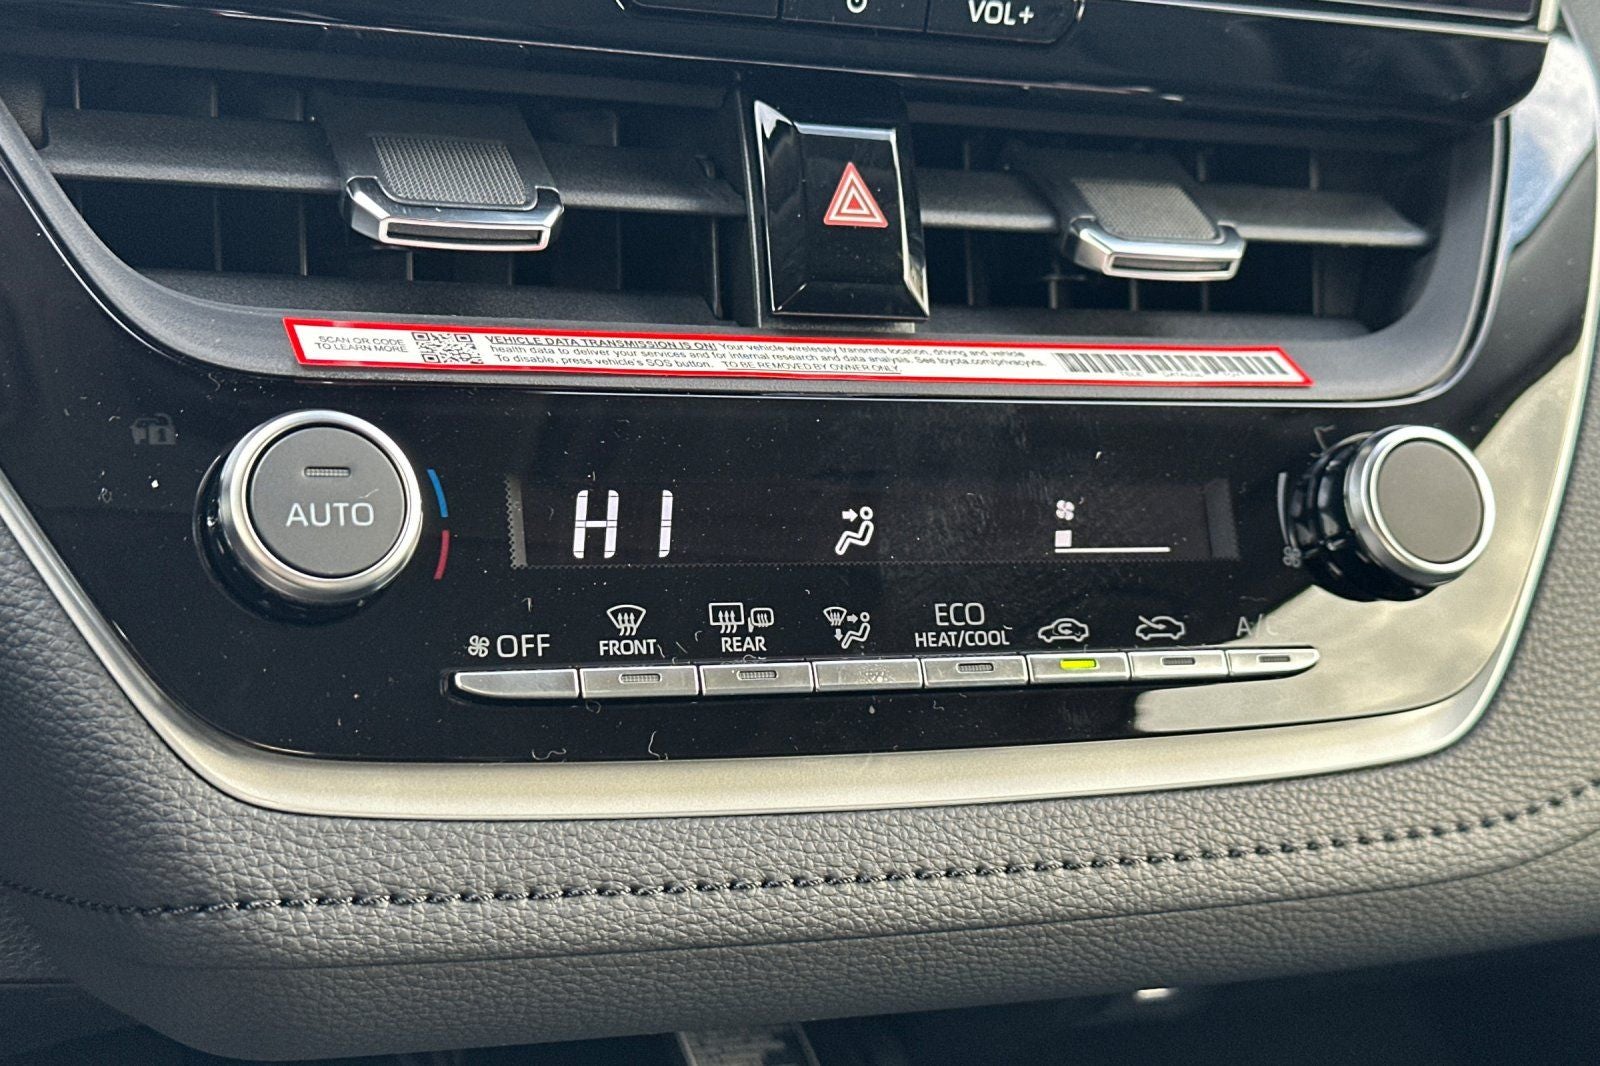 VOL+
SCAN QR CODE
TO LEARN MORE
VEHICLE DATA TRANSMISSION IS ON! Your vehicle wirelessly transmits location, driving and vehicle
health data to deliver your services and for internal research and data analysis. See toyota.com/privacyvts.
To disable, press vehicle's SOS button. TO BE REMOVED BY OWNER ONLY.
AUTO
HI
OFF
FRONT
REAR
ECO
HEAT/COOL
A/C